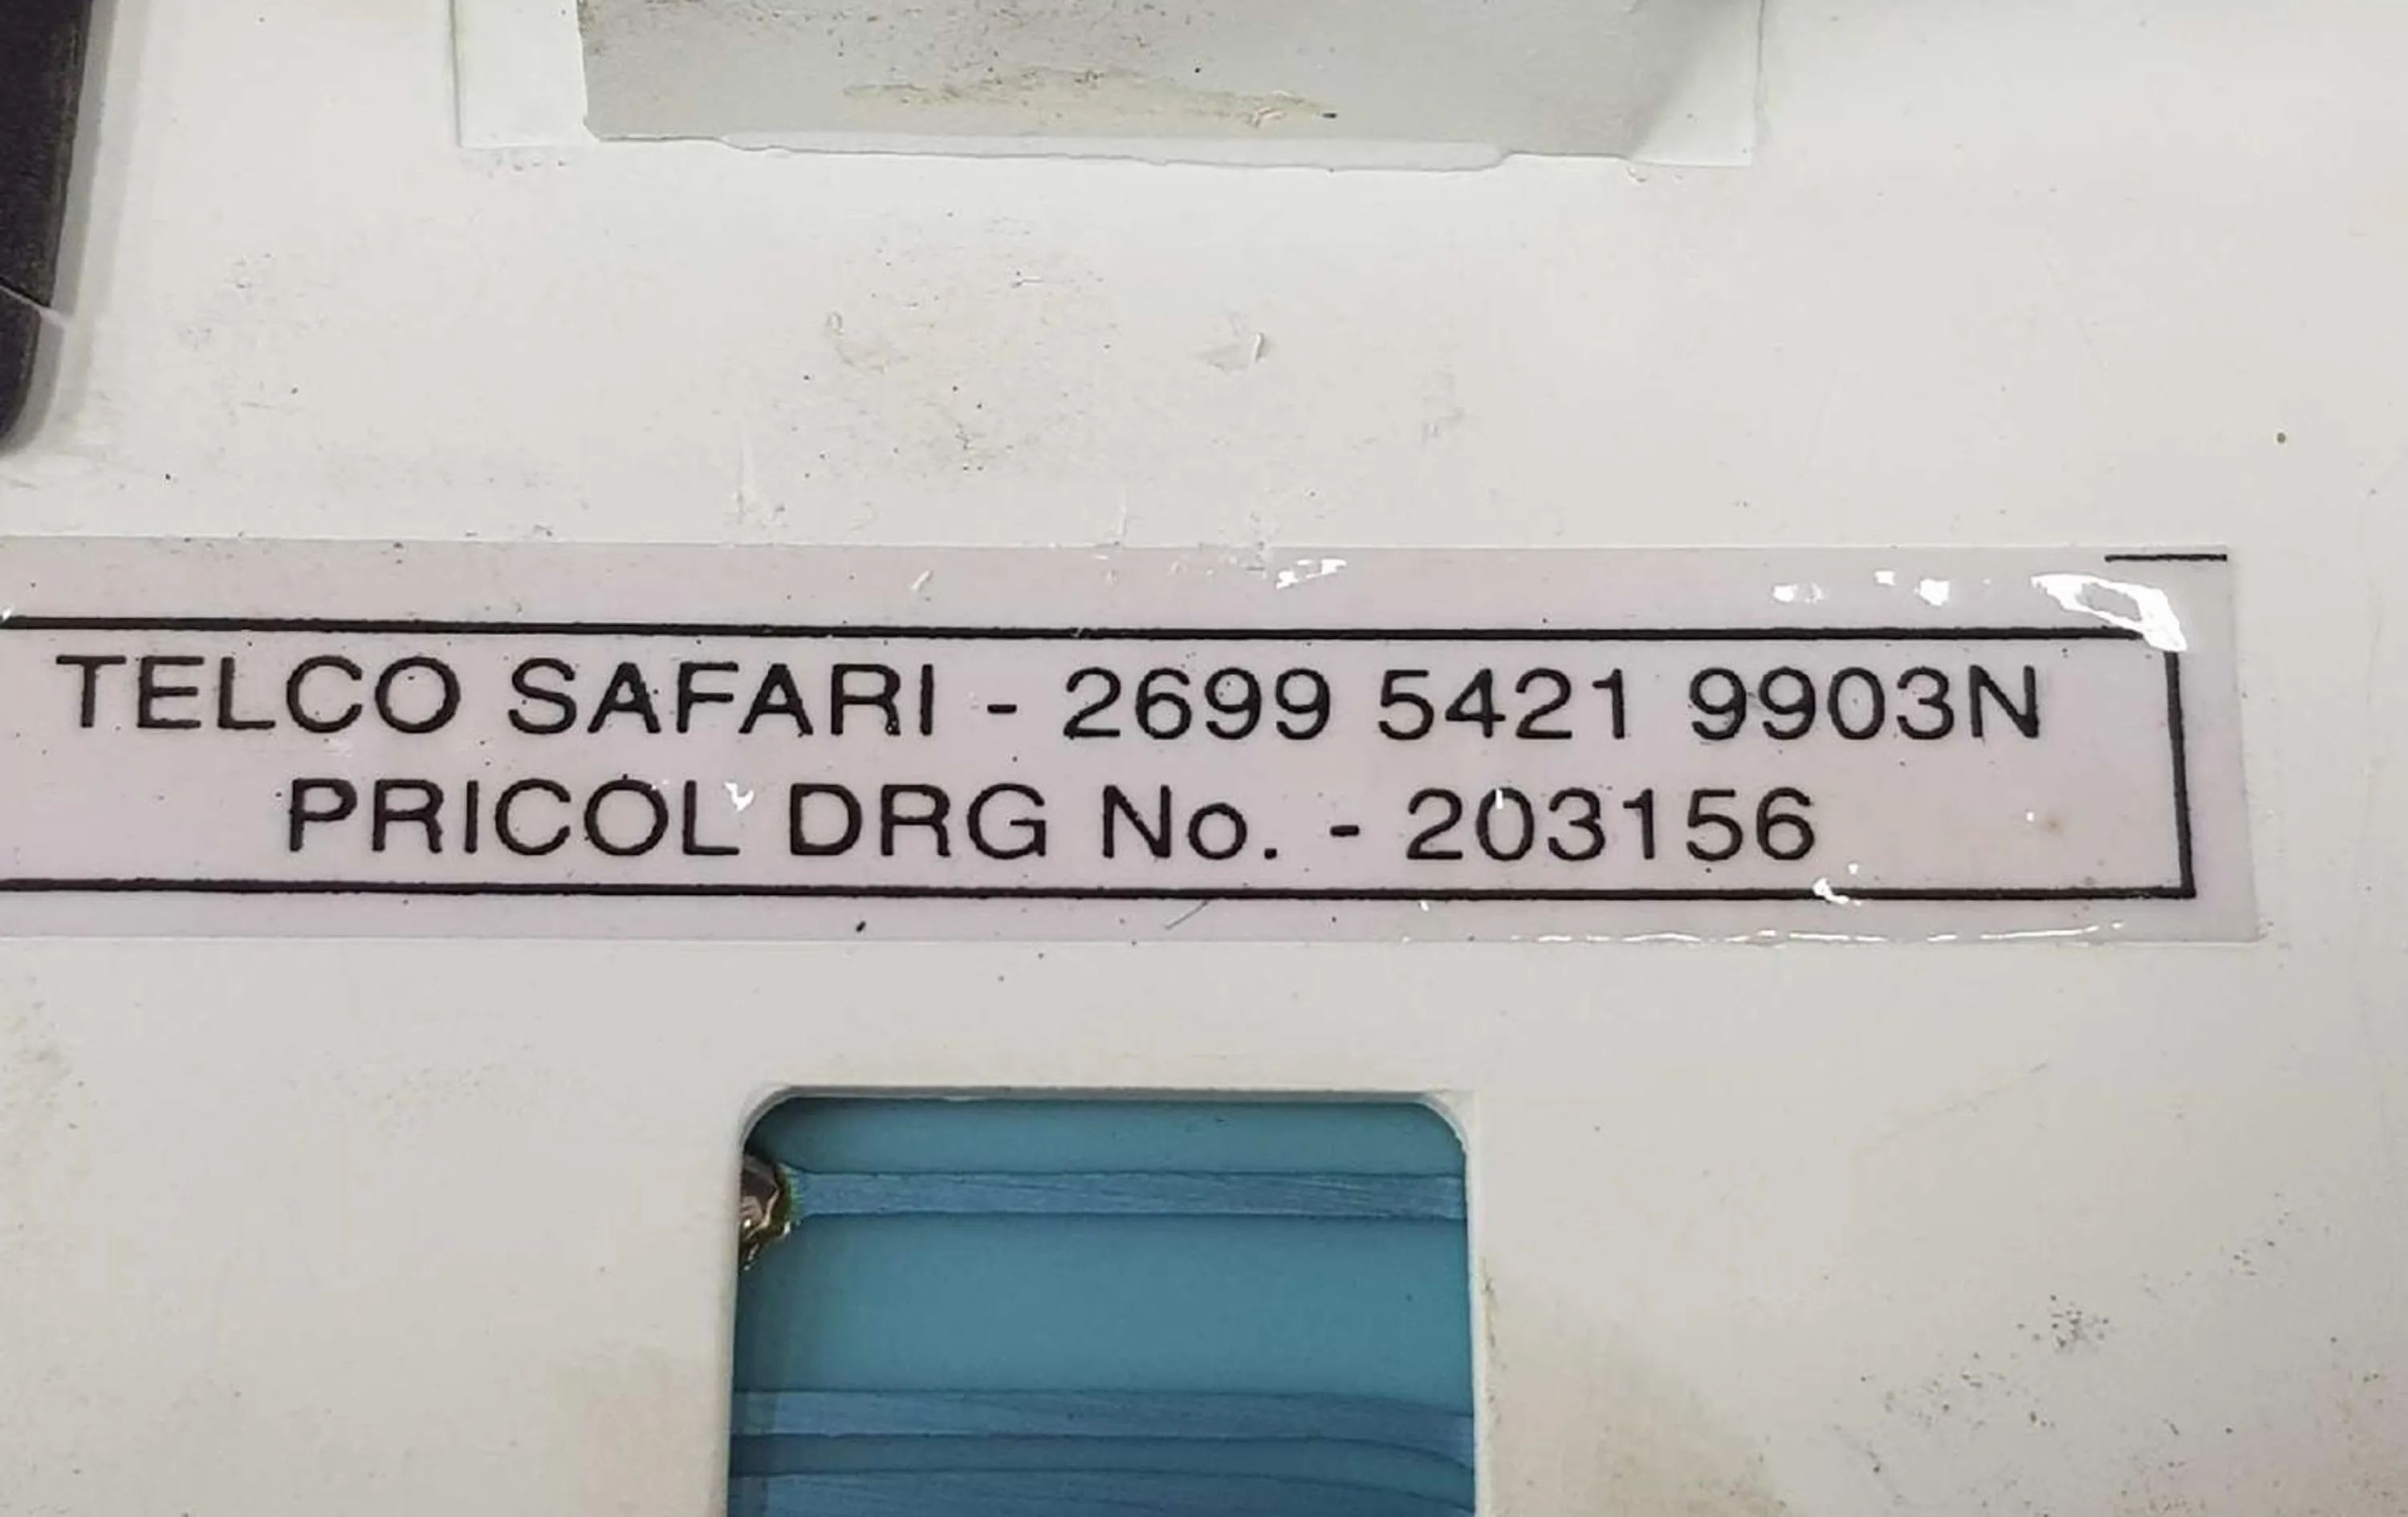 TELCO SAFARI - 2699 5421 9903N
PRICOL DRG No. - 203156